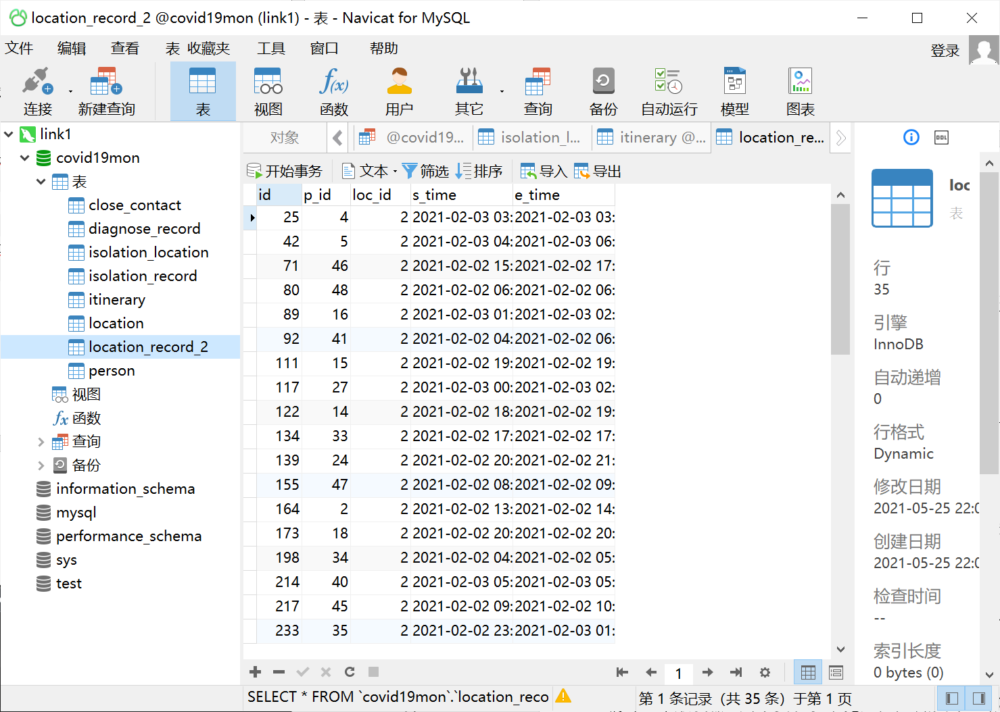 location_record_2 @covid19mon (link1) - 表 - Navicat for MySQL
文件 编辑 查看 表 收藏夹 工具 窗口 帮助 登录
连接 新建查询 表 视图 函数 用户 其它 查询 备份 自动运行 模型 图表
link1
covid19mon
表
close_contact
diagnose_record
isolation_location
isolation_record
itinerary
location
location_record_2
person
视图
函数
查询
备份
information_schema
mysql
performance_schema
sys
test
对象 @covid19... isolation_l... itinerary @... location_re...
开始事务 文本 筛选 排序 导入 导出
id p_id loc_id s_time e_time
25 4 2 2021-02-03 03: 2021-02-03 03:
42 5 2 2021-02-03 04: 2021-02-03 06:
71 46 2 2021-02-02 15: 2021-02-02 17:
80 48 2 2021-02-02 06: 2021-02-02 06:
89 16 2 2021-02-03 01: 2021-02-03 02:
92 41 2 2021-02-02 04: 2021-02-02 06:
111 15 2 2021-02-02 19: 2021-02-02 19:
117 27 2 2021-02-03 00: 2021-02-03 02:
122 14 2 2021-02-02 18: 2021-02-02 19:
134 33 2 2021-02-02 17: 2021-02-02 17:
139 24 2 2021-02-02 20: 2021-02-02 21:
155 47 2 2021-02-02 08: 2021-02-02 09:
164 2 2 2021-02-02 13: 2021-02-02 14:
173 18 2 2021-02-02 20: 2021-02-02 20:
198 34 2 2021-02-02 04: 2021-02-02 05:
214 40 2 2021-02-03 05: 2021-02-03 05:
217 45 2 2021-02-02 09: 2021-02-02 10:
233 35 2 2021-02-02 23: 2021-02-03 01:
1
SELECT * FROM `covid19mon`.`location_reco
第 1 条记录（共 35 条）于第 1 页
DDL
loc
表
行
35
引擎
InnoDB
自动递增
0
行格式
Dynamic
修改日期
2021-05-25 22:0
创建日期
2021-05-25 22:0
检查时间
--
索引长度
0 bytes (0)